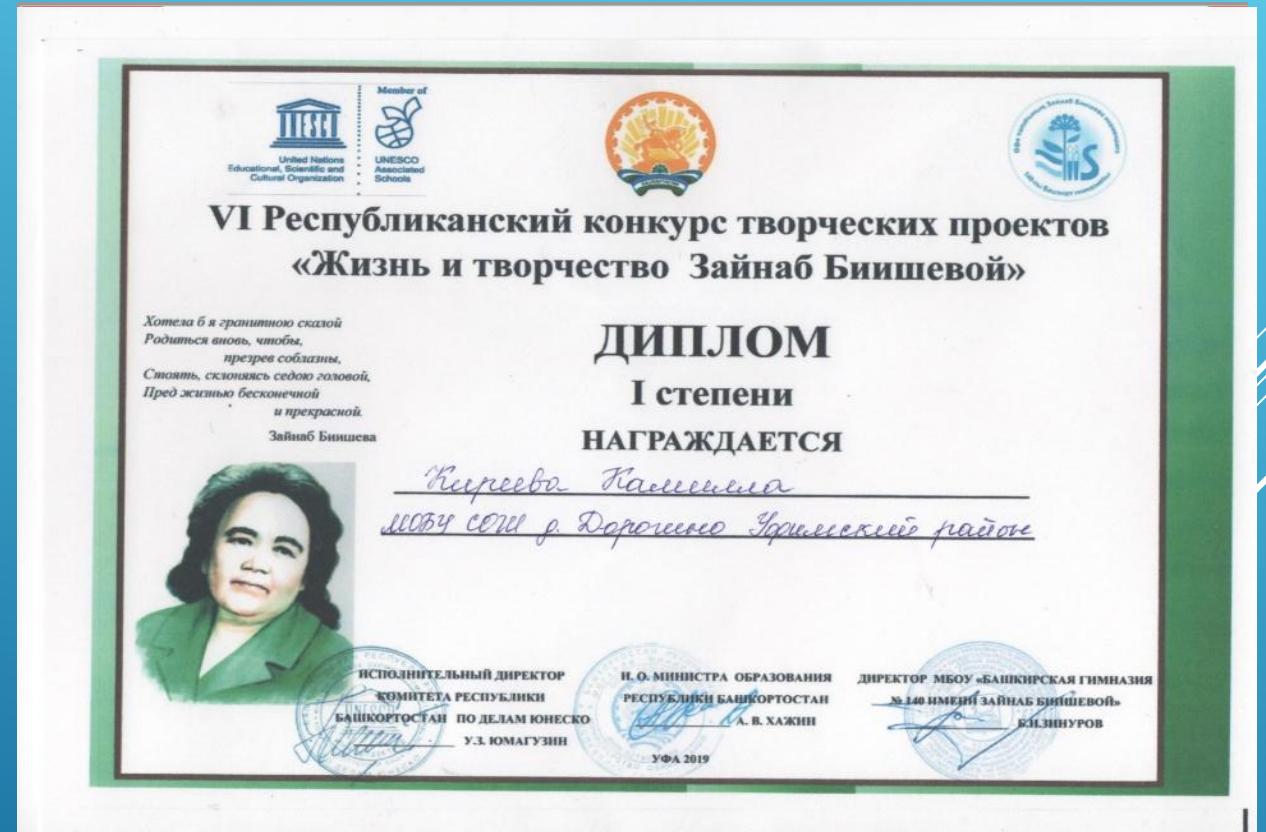 UNESCO
United Nations
Educational, Scientific and
Cultural Organization
Member of
UNESCO
Associated
Schools
VI Республиканский конкурс творческих проектов
«Жизнь и творчество Зайнаб Биишевой»
Хотела б я гранитною скалой
Родиться вновь, чтобы,
презрев соблазны,
Стоять, склоняясь седою головой,
Пред жизнью бесконечной
и прекрасной.
Зайнаб Биишева
ДИПЛОМ
I степени
НАГРАЖДАЕТСЯ
Киреева Камилла
МОБУ СОШ д. Дорогино Уфимский район
ИСПОЛНИТЕЛЬНЫЙ ДИРЕКТОР
КОМИТЕТА РЕСПУБЛИКИ
БАШКОРТОСТАН ПО ДЕЛАМ ЮНЕСКО
У.З. ЮМАГУЗИН
И. О. МИНИСТРА ОБРАЗОВАНИЯ
РЕСПУБЛИКИ БАШКОРТОСТАН
А. В. ХАЖИН
УФА 2019
ДИРЕКТОР МБОУ «БАШКИРСКАЯ ГИМНАЗИЯ
№ 140 ИМЕНИ ЗАЙНАБ БИИШЕВОЙ»
Б.И.ЗИНУРОВ